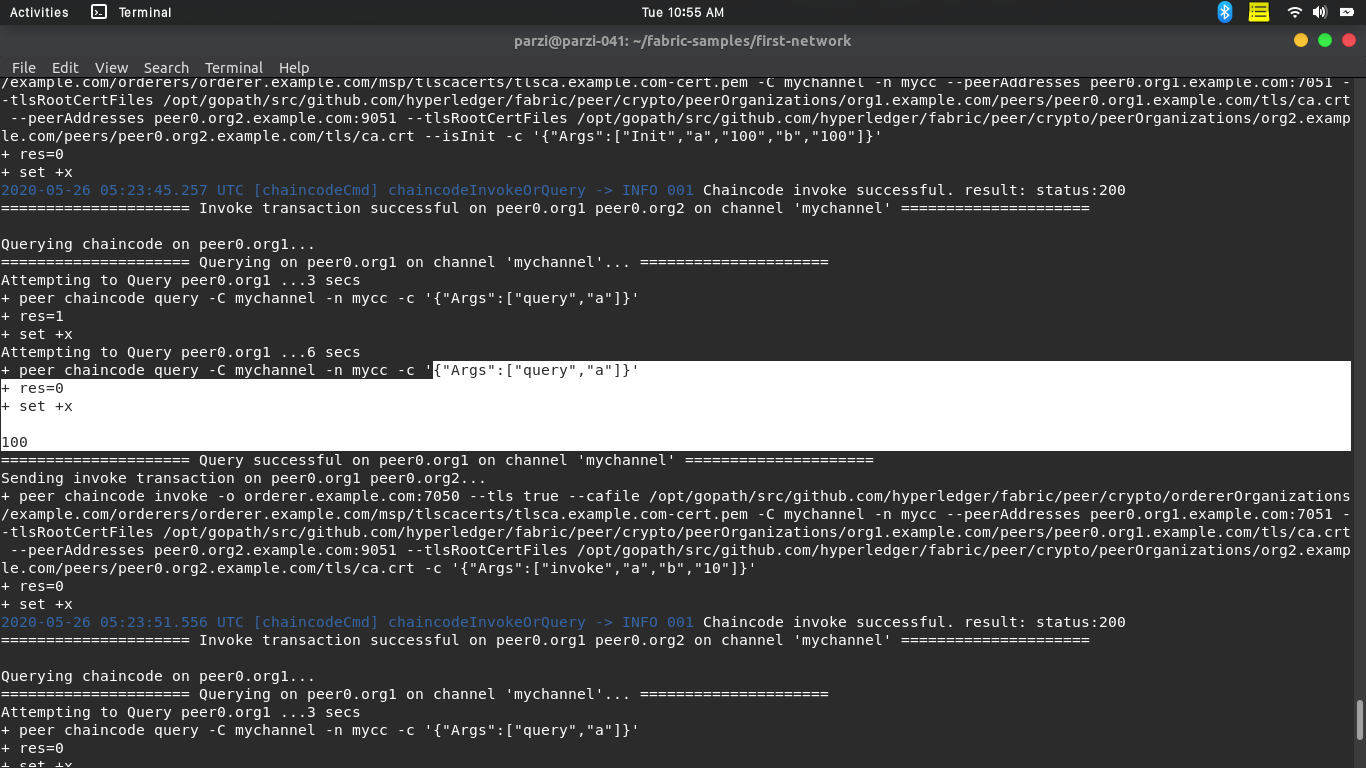 Activities Terminal Tue 10:55 AM
parzi@parzi-041: ~/fabric-samples/first-network
File Edit View Search Terminal Help
/example.com/orderers/orderer.example.com/msp/tlscacerts/tlsca.example.com-cert.pem -C mychannel -n mycc --peerAddresses peer0.org1.example.com:7051 -
-tlsRootCertFiles /opt/gopath/src/github.com/hyperledger/fabric/peer/crypto/peerOrganizations/org1.example.com/peers/peer0.org1.example.com/tls/ca.crt
 --peerAddresses peer0.org2.example.com:9051 --tlsRootCertFiles /opt/gopath/src/github.com/hyperledger/fabric/peer/crypto/peerOrganizations/org2.examp
le.com/peers/peer0.org2.example.com/tls/ca.crt --isInit -c '{"Args":["Init","a","100","b","100"]}'
+ res=0
+ set +x
2020-05-26 05:23:45.257 UTC [chaincodeCmd] chaincodeInvokeOrQuery -> INFO 001 Chaincode invoke successful. result: status:200
===================== Invoke transaction successful on peer0.org1 peer0.org2 on channel 'mychannel' =====================
Querying chaincode on peer0.org1...
===================== Querying on peer0.org1 on channel 'mychannel'... =====================
Attempting to Query peer0.org1 ...3 secs
+ peer chaincode query -C mychannel -n mycc -c '{"Args":["query","a"]}'
+ res=1
+ set +x
Attempting to Query peer0.org1 ...6 secs
+ peer chaincode query -C mychannel -n mycc -c '{"Args":["query","a"]}'
+ res=0
+ set +x
100
===================== Query successful on peer0.org1 on channel 'mychannel' =====================
Sending invoke transaction on peer0.org1 peer0.org2...
+ peer chaincode invoke -o orderer.example.com:7050 --tls true --cafile /opt/gopath/src/github.com/hyperledger/fabric/peer/crypto/ordererOrganizations
/example.com/orderers/orderer.example.com/msp/tlscacerts/tlsca.example.com-cert.pem -C mychannel -n mycc --peerAddresses peer0.org1.example.com:7051 -
-tlsRootCertFiles /opt/gopath/src/github.com/hyperledger/fabric/peer/crypto/peerOrganizations/org1.example.com/peers/peer0.org1.example.com/tls/ca.crt
 --peerAddresses peer0.org2.example.com:9051 --tlsRootCertFiles /opt/gopath/src/github.com/hyperledger/fabric/peer/crypto/peerOrganizations/org2.examp
le.com/peers/peer0.org2.example.com/tls/ca.crt -c '{"Args":["invoke","a","b","10"]}'
+ res=0
+ set +x
2020-05-26 05:23:51.556 UTC [chaincodeCmd] chaincodeInvokeOrQuery -> INFO 001 Chaincode invoke successful. result: status:200
===================== Invoke transaction successful on peer0.org1 peer0.org2 on channel 'mychannel' =====================
Querying chaincode on peer0.org1...
===================== Querying on peer0.org1 on channel 'mychannel'... =====================
Attempting to Query peer0.org1 ...3 secs
+ peer chaincode query -C mychannel -n mycc -c '{"Args":["query","a"]}'
+ res=0
+ set +x